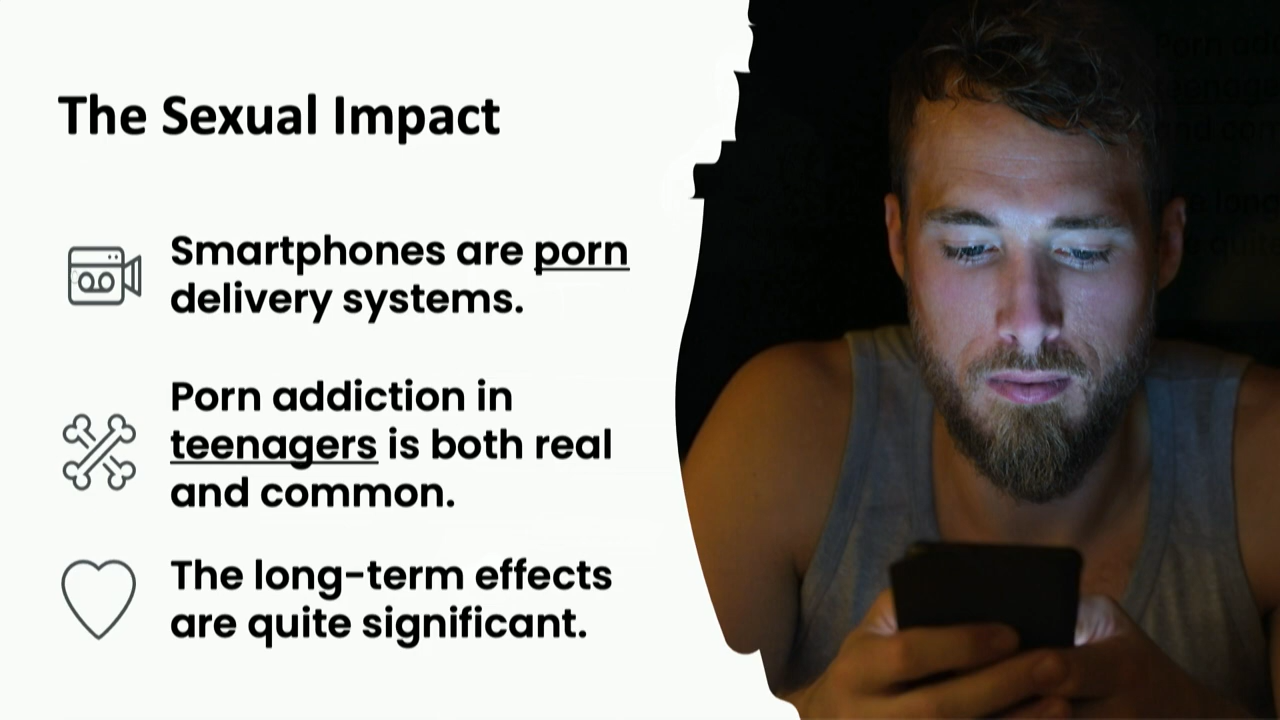 The Sexual Impact
Smartphones are porn
delivery systems.
Porn addiction in
teenagers is both real
and common.
The long-term effects
are quite significant.